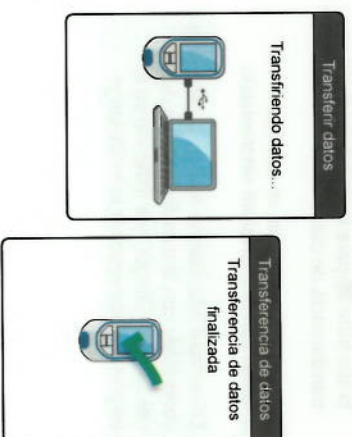 Transferir datos
Transfiriendo datos...
Transferencia de datos
Transferencia de datos
finalizada